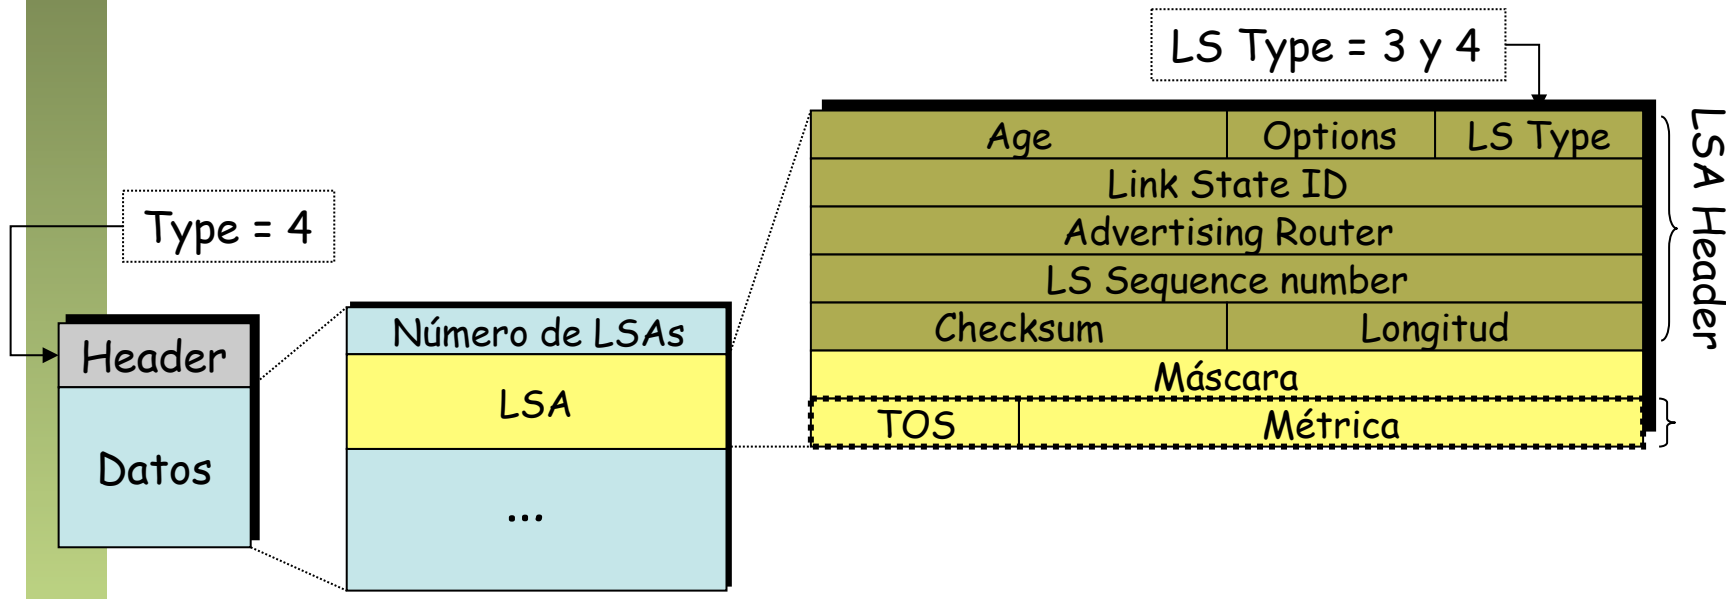 LS Type = 3 y 4
Type = 4
Header
Datos
Número de LSAs
LSA
...
Age Options LS Type
Link State ID
Advertising Router
LS Sequence number
Checksum Longitud
Máscara
TOS Métrica
LSA Header